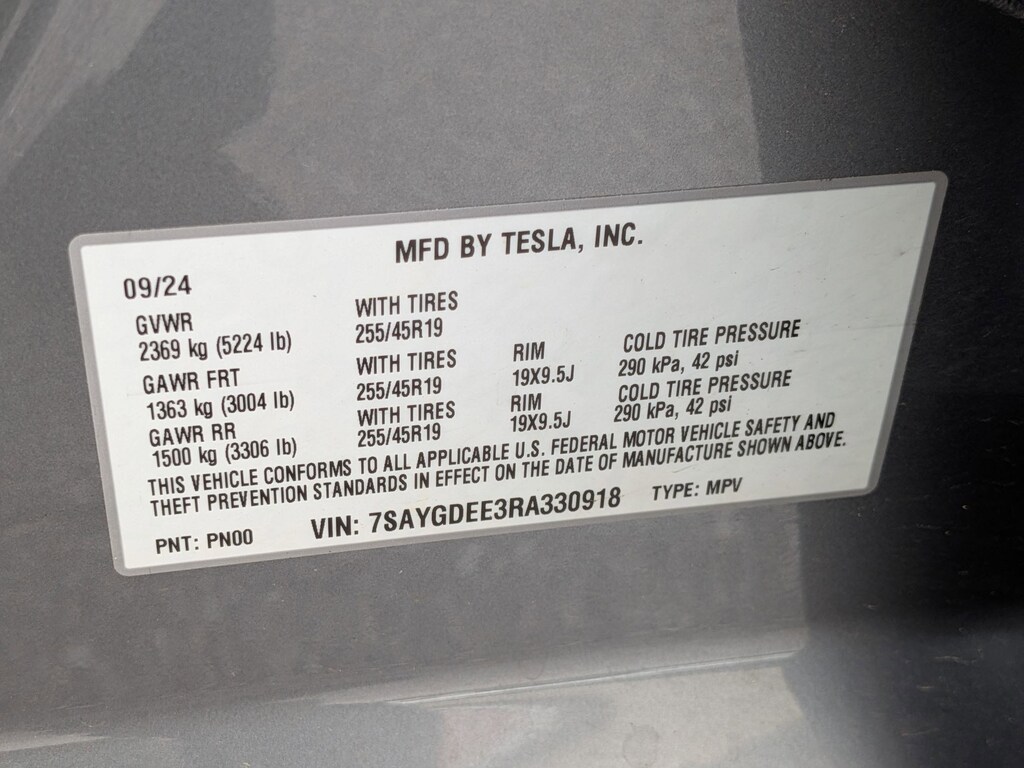 MFD BY TESLA, INC.
09/24
GVWR WITH TIRES
2369 kg (5224 lb) 255/45R19
GAWR FRT WITH TIRES RIM COLD TIRE PRESSURE
1363 kg (3004 lb) 255/45R19 19X9.5J 290 kPa, 42 psi
GAWR RR WITH TIRES RIM COLD TIRE PRESSURE
1500 kg (3306 lb) 255/45R19 19X9.5J 290 kPa, 42 psi
THIS VEHICLE CONFORMS TO ALL APPLICABLE U.S. FEDERAL MOTOR VEHICLE SAFETY AND
THEFT PREVENTION STANDARDS IN EFFECT ON THE DATE OF MANUFACTURE SHOWN ABOVE.
PNT: PN00 VIN: 7SAYGDEE3RA330918 TYPE: MPV